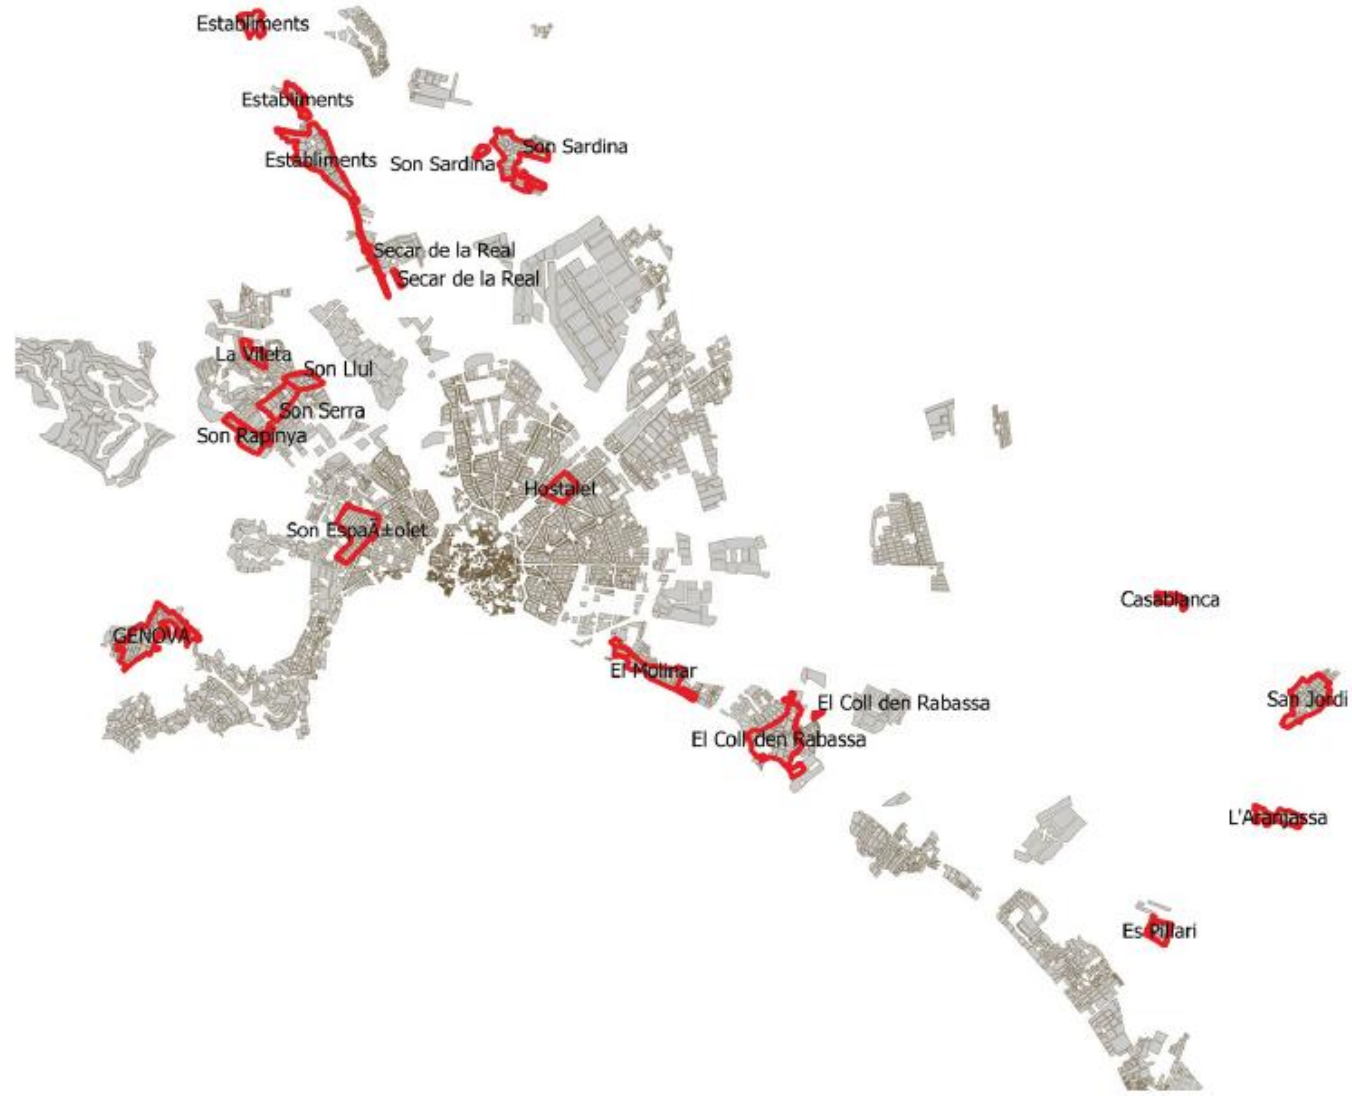 Establiments
Establiments
Establiments
Son Sardina
Son Sardina
Secar de la Real
Secar de la Real
La Vileta
Son Llul
Son Serra
Son Rapinya
Hostalet
Son EspaÃ±olet
Casablanca
GENOVA
El Molinar
San Jordi
El Coll den Rabassa
El Coll den Rabassa
L'Aranjassa
Es Pillari